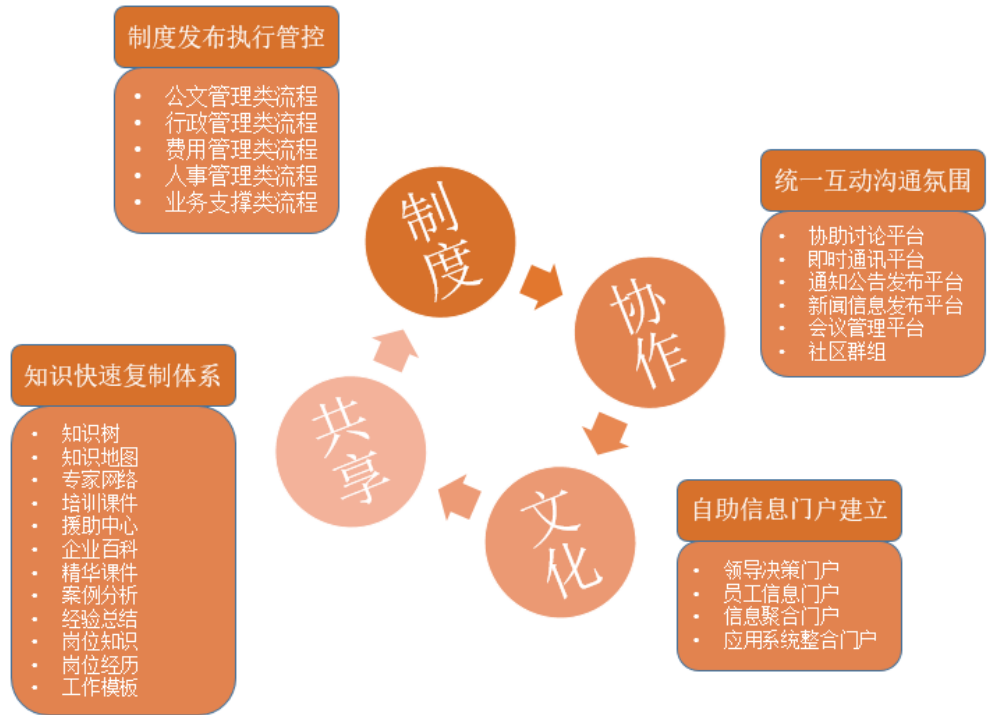 制度发布执行管控
• 公文管理类流程
• 行政管理类流程
• 费用管理类流程
• 人事管理类流程
• 业务支撑类流程
制度
统一互动沟通氛围
• 协助讨论平台
• 即时通讯平台
• 通知公告发布平台
• 新闻信息发布平台
• 会议管理平台
• 社区群组
协作
知识快速复制体系
• 知识树
• 知识地图
• 专家网络
• 培训课件
• 援助中心
• 企业百科
• 精华课件
• 案例分析
• 经验总结
• 岗位知识
• 岗位经历
• 工作模板
共享
文化
自助信息门户建立
• 领导决策门户
• 员工信息门户
• 信息聚合门户
• 应用系统整合门户